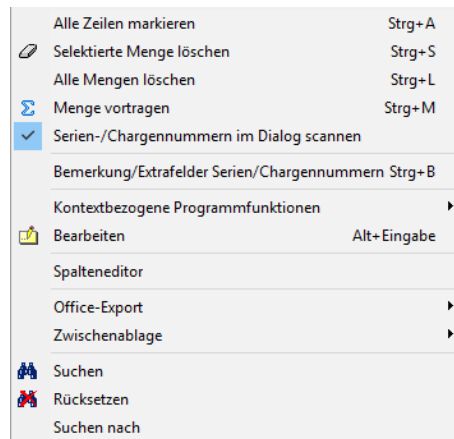 Alle Zeilen markieren Strg+A
Selektierte Menge löschen Strg+S
Alle Mengen löschen Strg+L
Menge vortragen Strg+M
Serien-/Chargennummern im Dialog scannen
Bemerkung/Extrafelder Serien/Chargennummern Strg+B
Kontextbezogene Programmfunktionen
Bearbeiten Alt+Eingabe
Spalteneditor
Office-Export
Zwischenablage
Suchen
Rücksetzen
Suchen nach